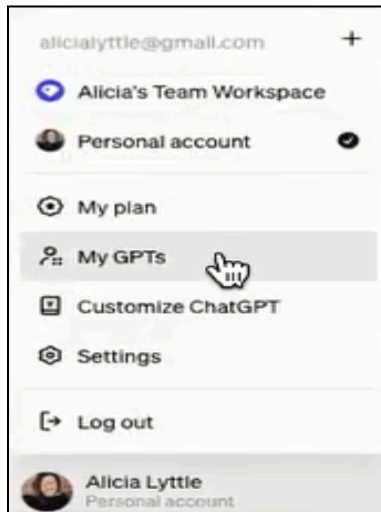 alicialyttle@gmail.com +
Alicia's Team Workspace
Personal account
My plan
My GPTs
Customize ChatGPT
Settings
Log out
Alicia Lyttle
Personal account